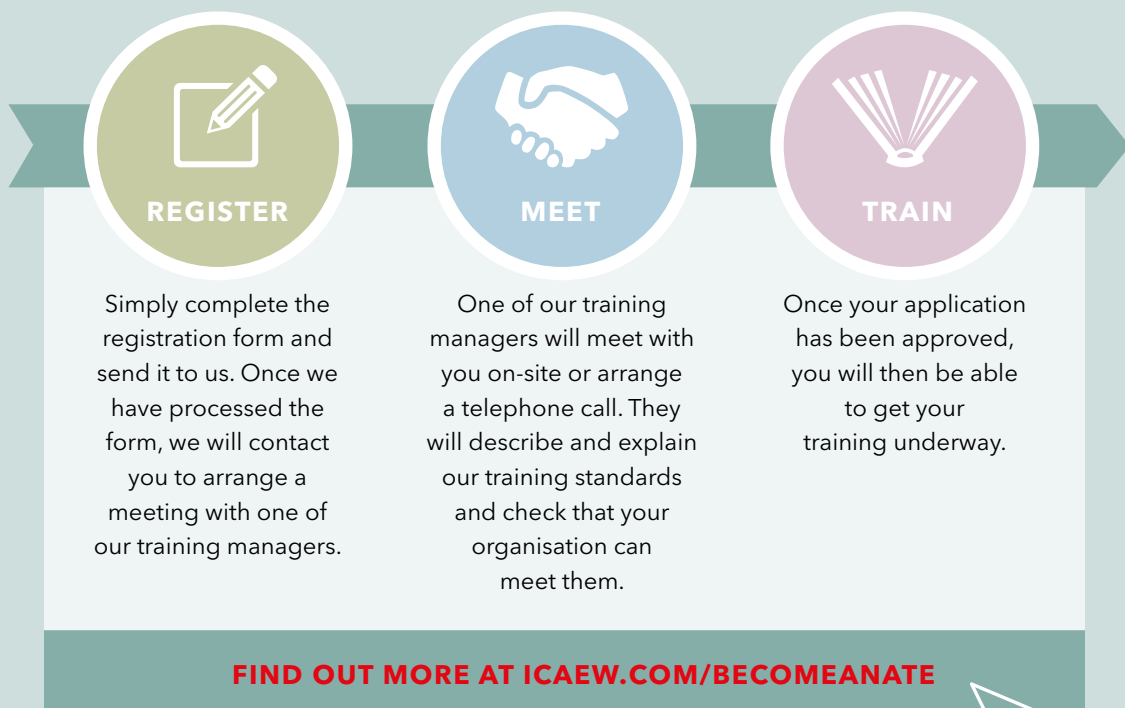 REGISTER
Simply complete the
registration form and
send it to us. Once we
have processed the
form, we will contact
you to arrange a
meeting with one of
our training managers.
MEET
One of our training
managers will meet with
you on-site or arrange
a telephone call. They
will describe and explain
our training standards
and check that your
organisation can
meet them.
TRAIN
Once your application
has been approved,
you will then be able
to get your
training underway.
FIND OUT MORE AT ICAEW.COM/BECOMEANATE